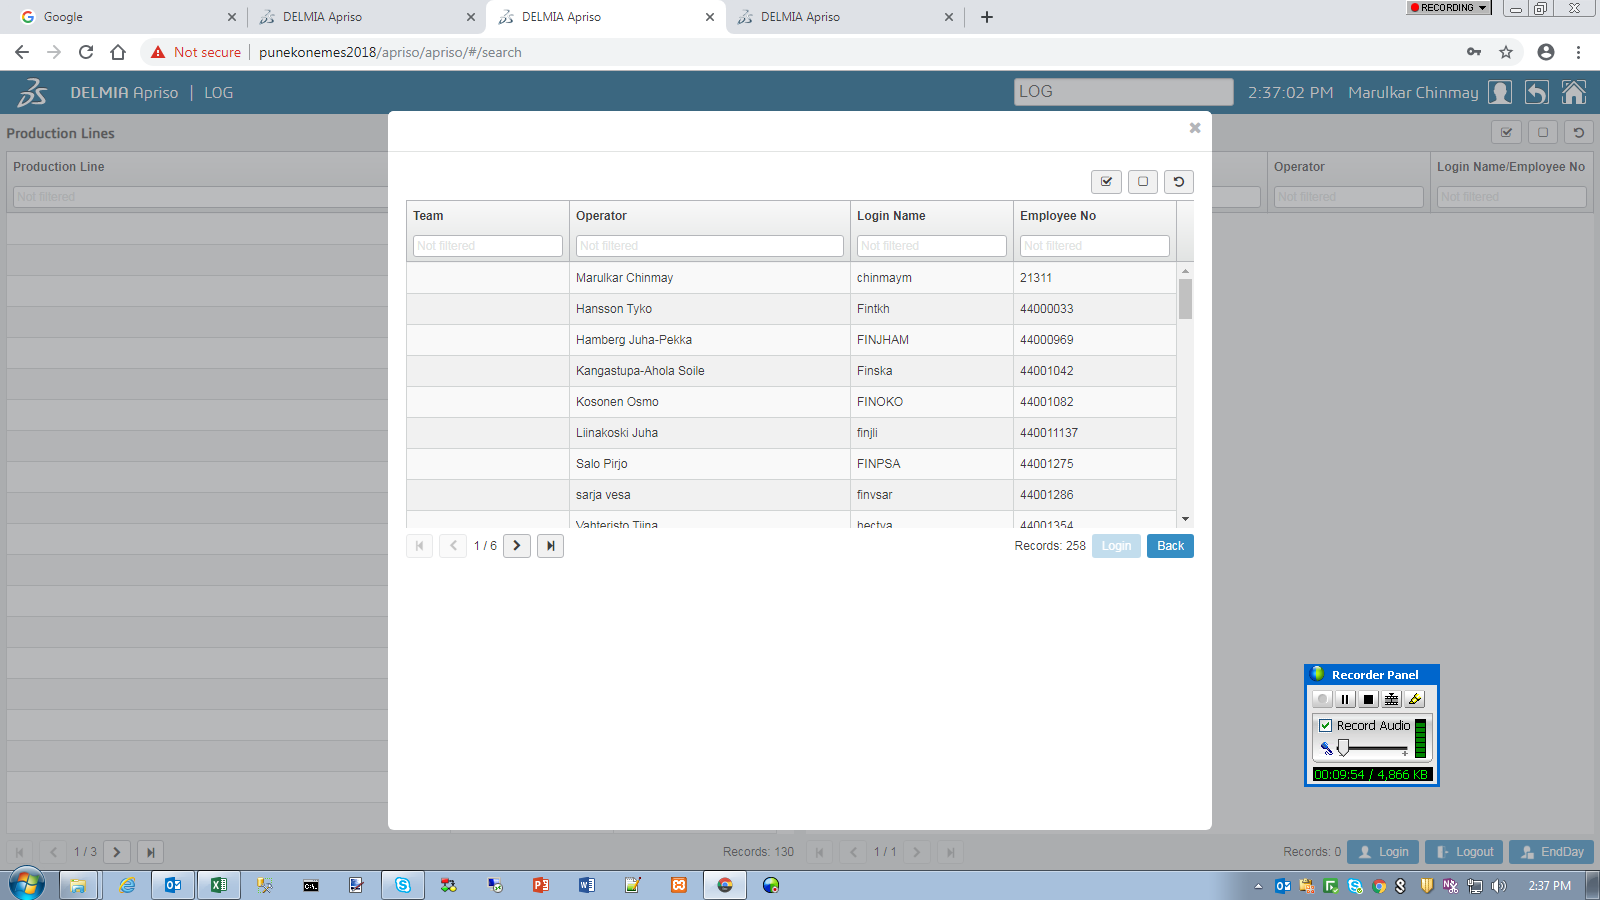 Google
DELMIA Apriso
DELMIA Apriso
DELMIA Apriso
RECORDING
Not secure
punekonemes2018/apriso/apriso/#/search
DELMIA Apriso | LOG
LOG
2:37:02 PM
Marulkar Chinmay
Production Lines
Production Line
Not filtered
Operator
Not filtered
Login Name/Employee No
Not filtered
Team Operator Login Name Employee No
Not filtered Not filtered Not filtered Not filtered
Marulkar Chinmay chinmaym 21311
Hansson Tyko Fintkh 44000033
Hamberg Juha-Pekka FINJHAM 44000969
Kangastupa-Ahola Soile Finska 44001042
Kosonen Osmo FINOKO 44001082
Liinakoski Juha finjli 440011137
Salo Pirjo FINPSA 44001275
sarja vesa finvsar 44001286
Vahteristo Tiina hectva 44001354
1 / 6
Records: 258
Login
Back
Recorder Panel
Record Audio
00:09:54 / 4,866 KB
1 / 3
Records: 130
1 / 1
Records: 0
Login
Logout
EndDay
2:37 PM